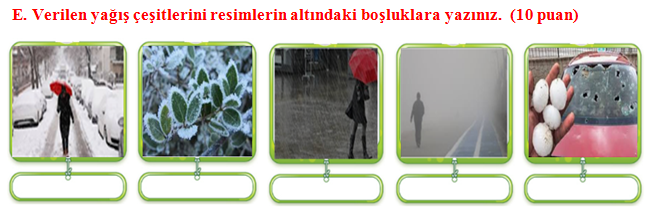 E. Verilen yağış çeşitlerini resimlerin altındaki boşluklara yazınız. (10 puan)